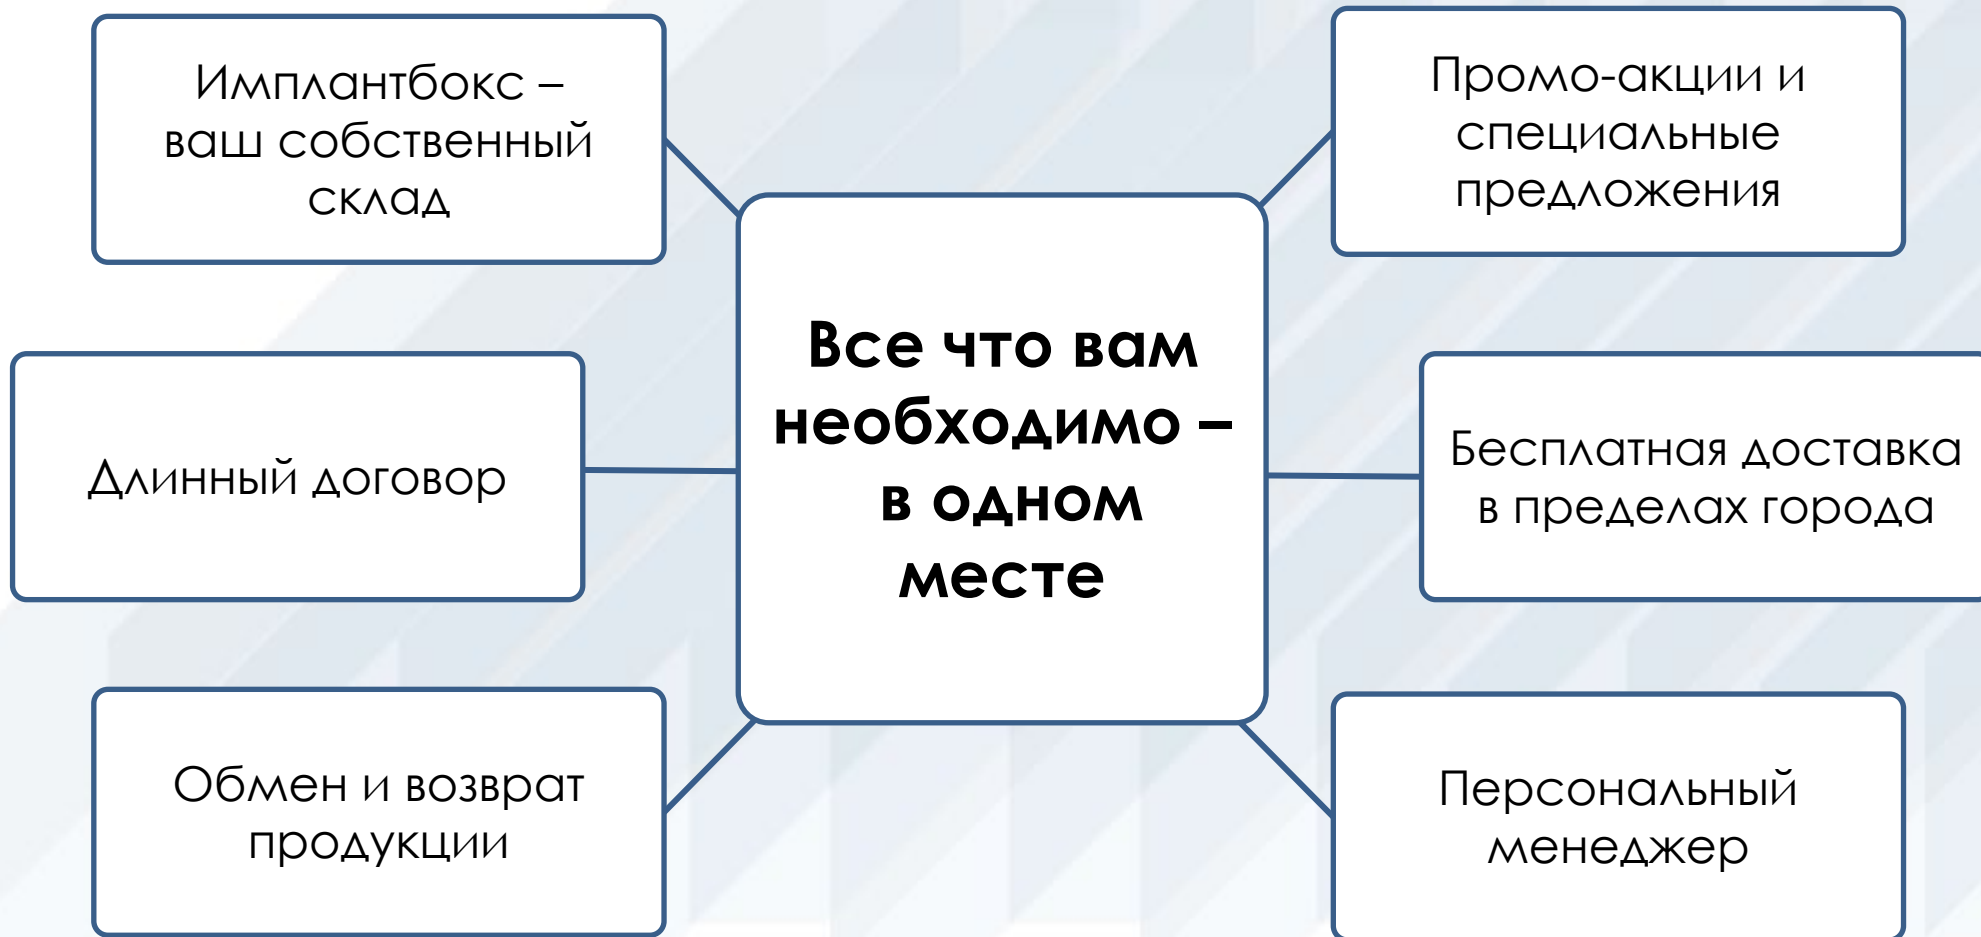 Имплантбокс –
ваш собственный
склад
Промо-акции и
специальные
предложения
Все что вам
необходимо –
в одном
месте
Длинный договор
Бесплатная доставка
в пределах города
Обмен и возврат
продукции
Персональный
менеджер